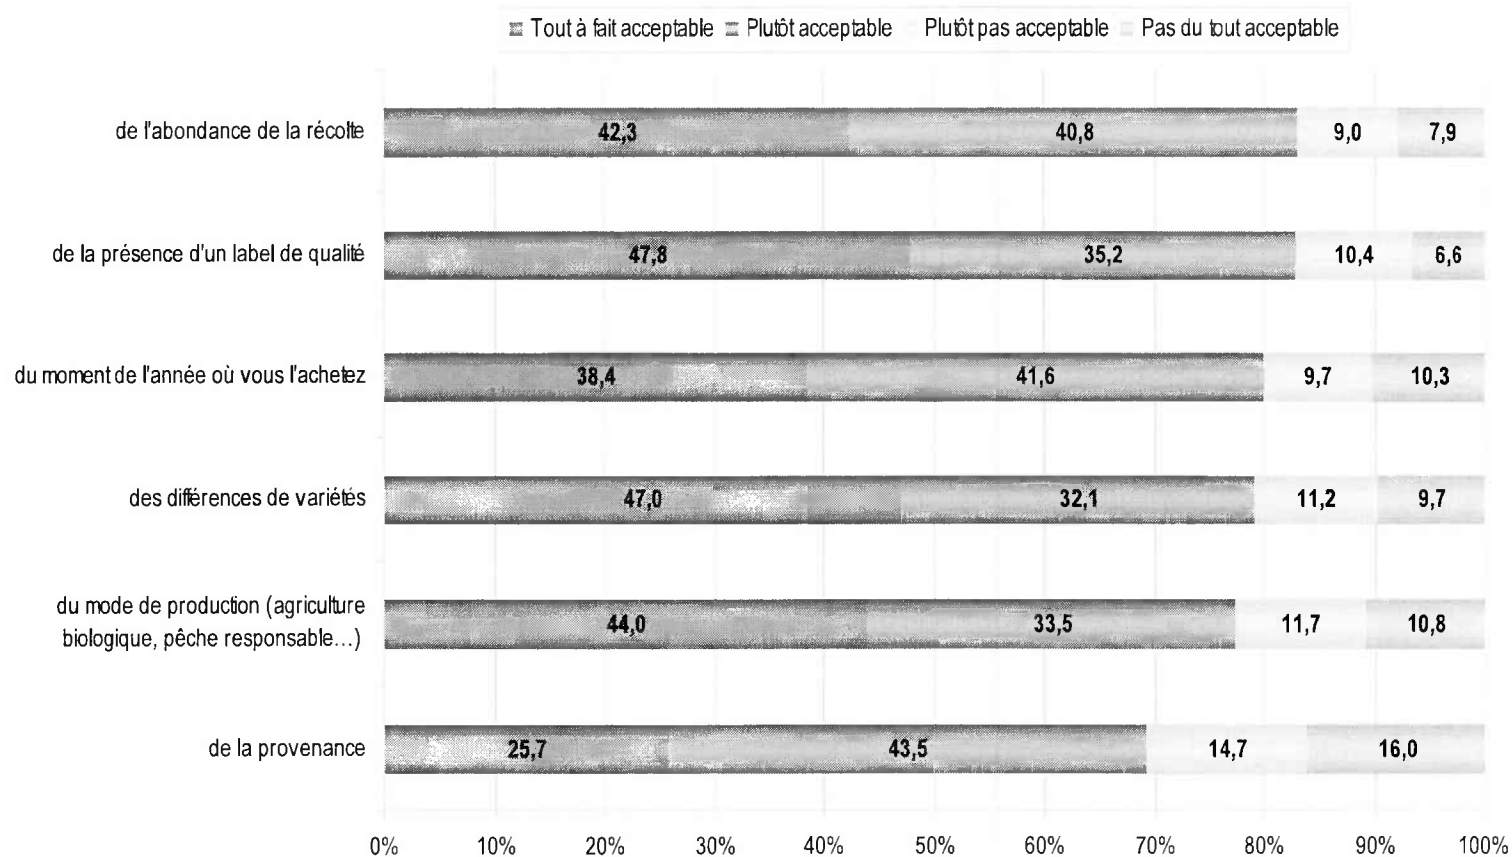 Tout à fait acceptable Plutôt acceptable Plutôt pas acceptable Pas du tout acceptable
de l'abondance de la récolte 42,3 40,8 9,0 7,9
de la présence d'un label de qualité 47,8 35,2 10,4 6,6
du moment de l'année où vous l'achetez 38,4 41,6 9,7 10,3
des différences de variétés 47,0 32,1 11,2 9,7
du mode de production (agriculture
biologique, pêche responsable…) 44,0 33,5 11,7 10,8
de la provenance 25,7 43,5 14,7 16,0
0% 10% 20% 30% 40% 50% 60% 70% 80% 90% 100%